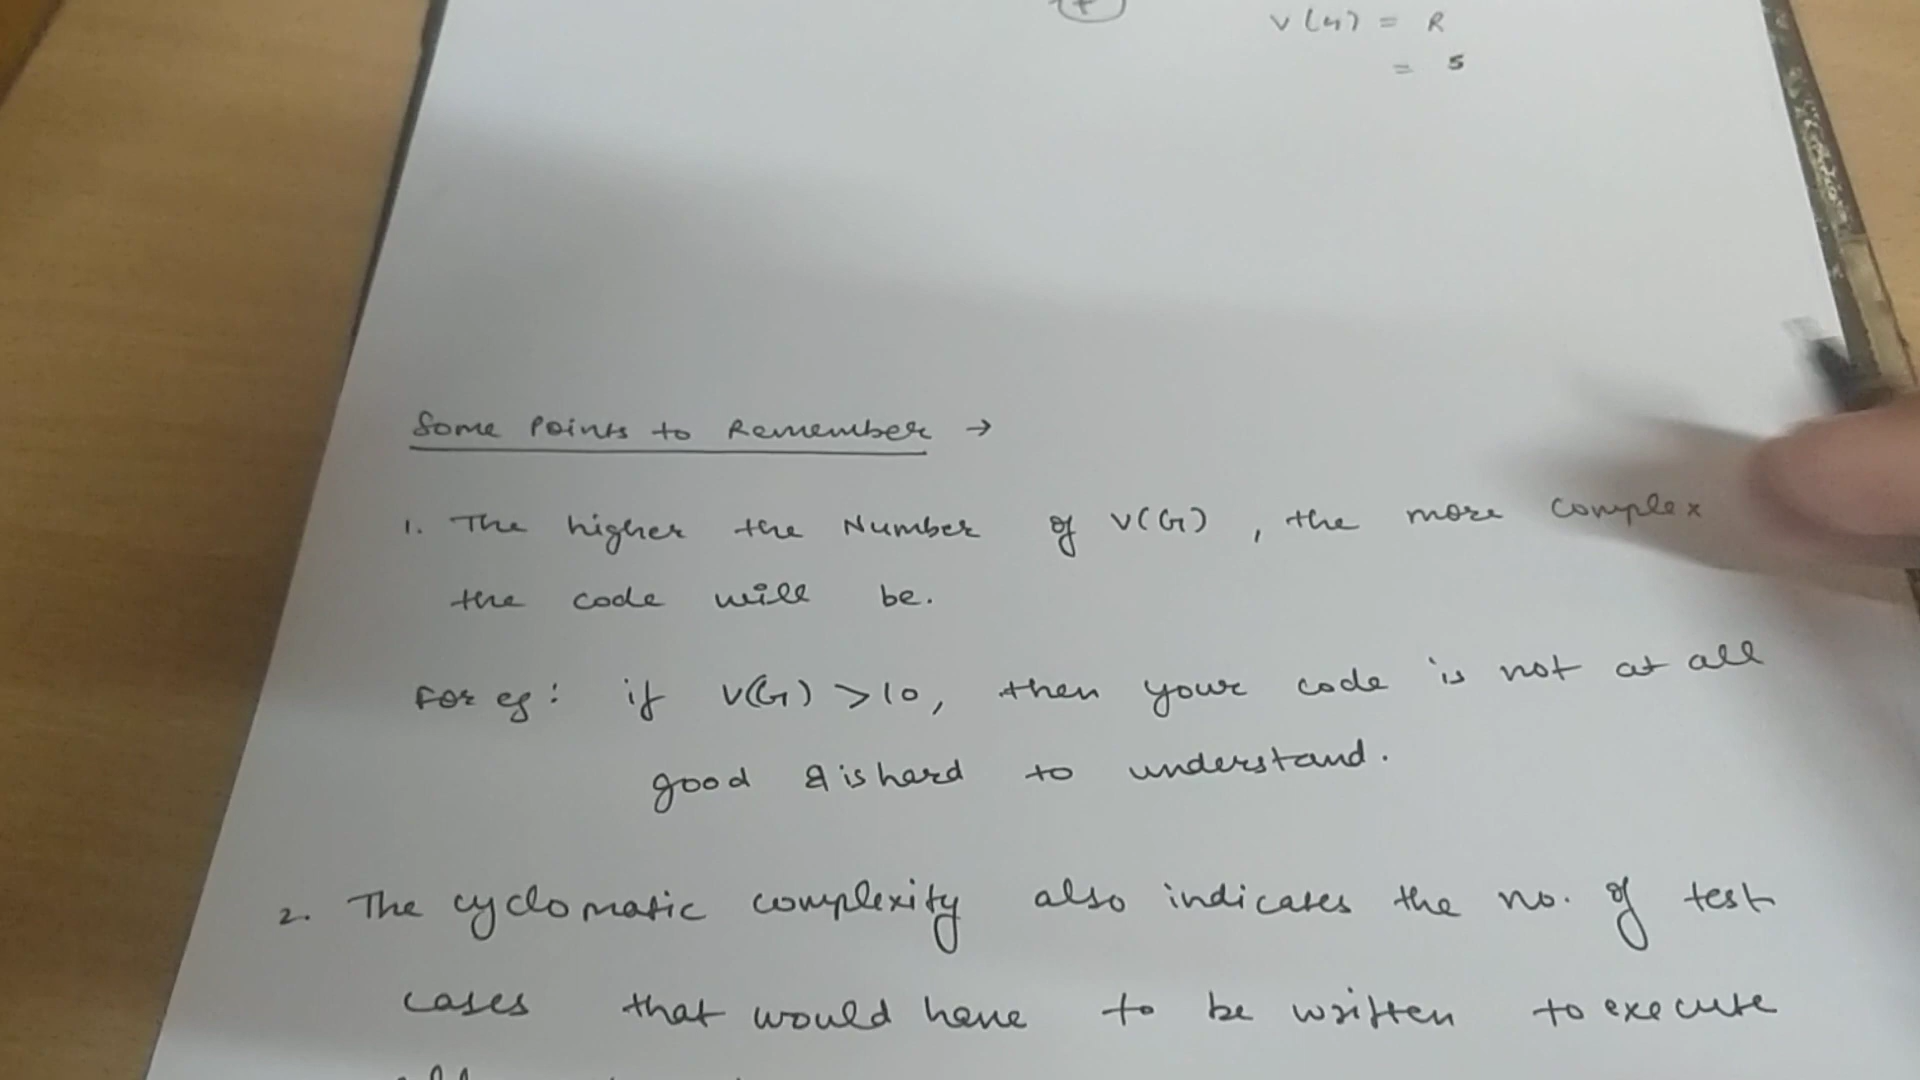 V(G) = R
= 5
Some Points to Remember →
1. The higher the Number of V(G), the more complex
the code will be.
For eg: if V(G) > 10, then your code is not at all
good & is hard to understand.
2. The cyclomatic complexity also indicates the no. of test
cases that would have to be written to execute